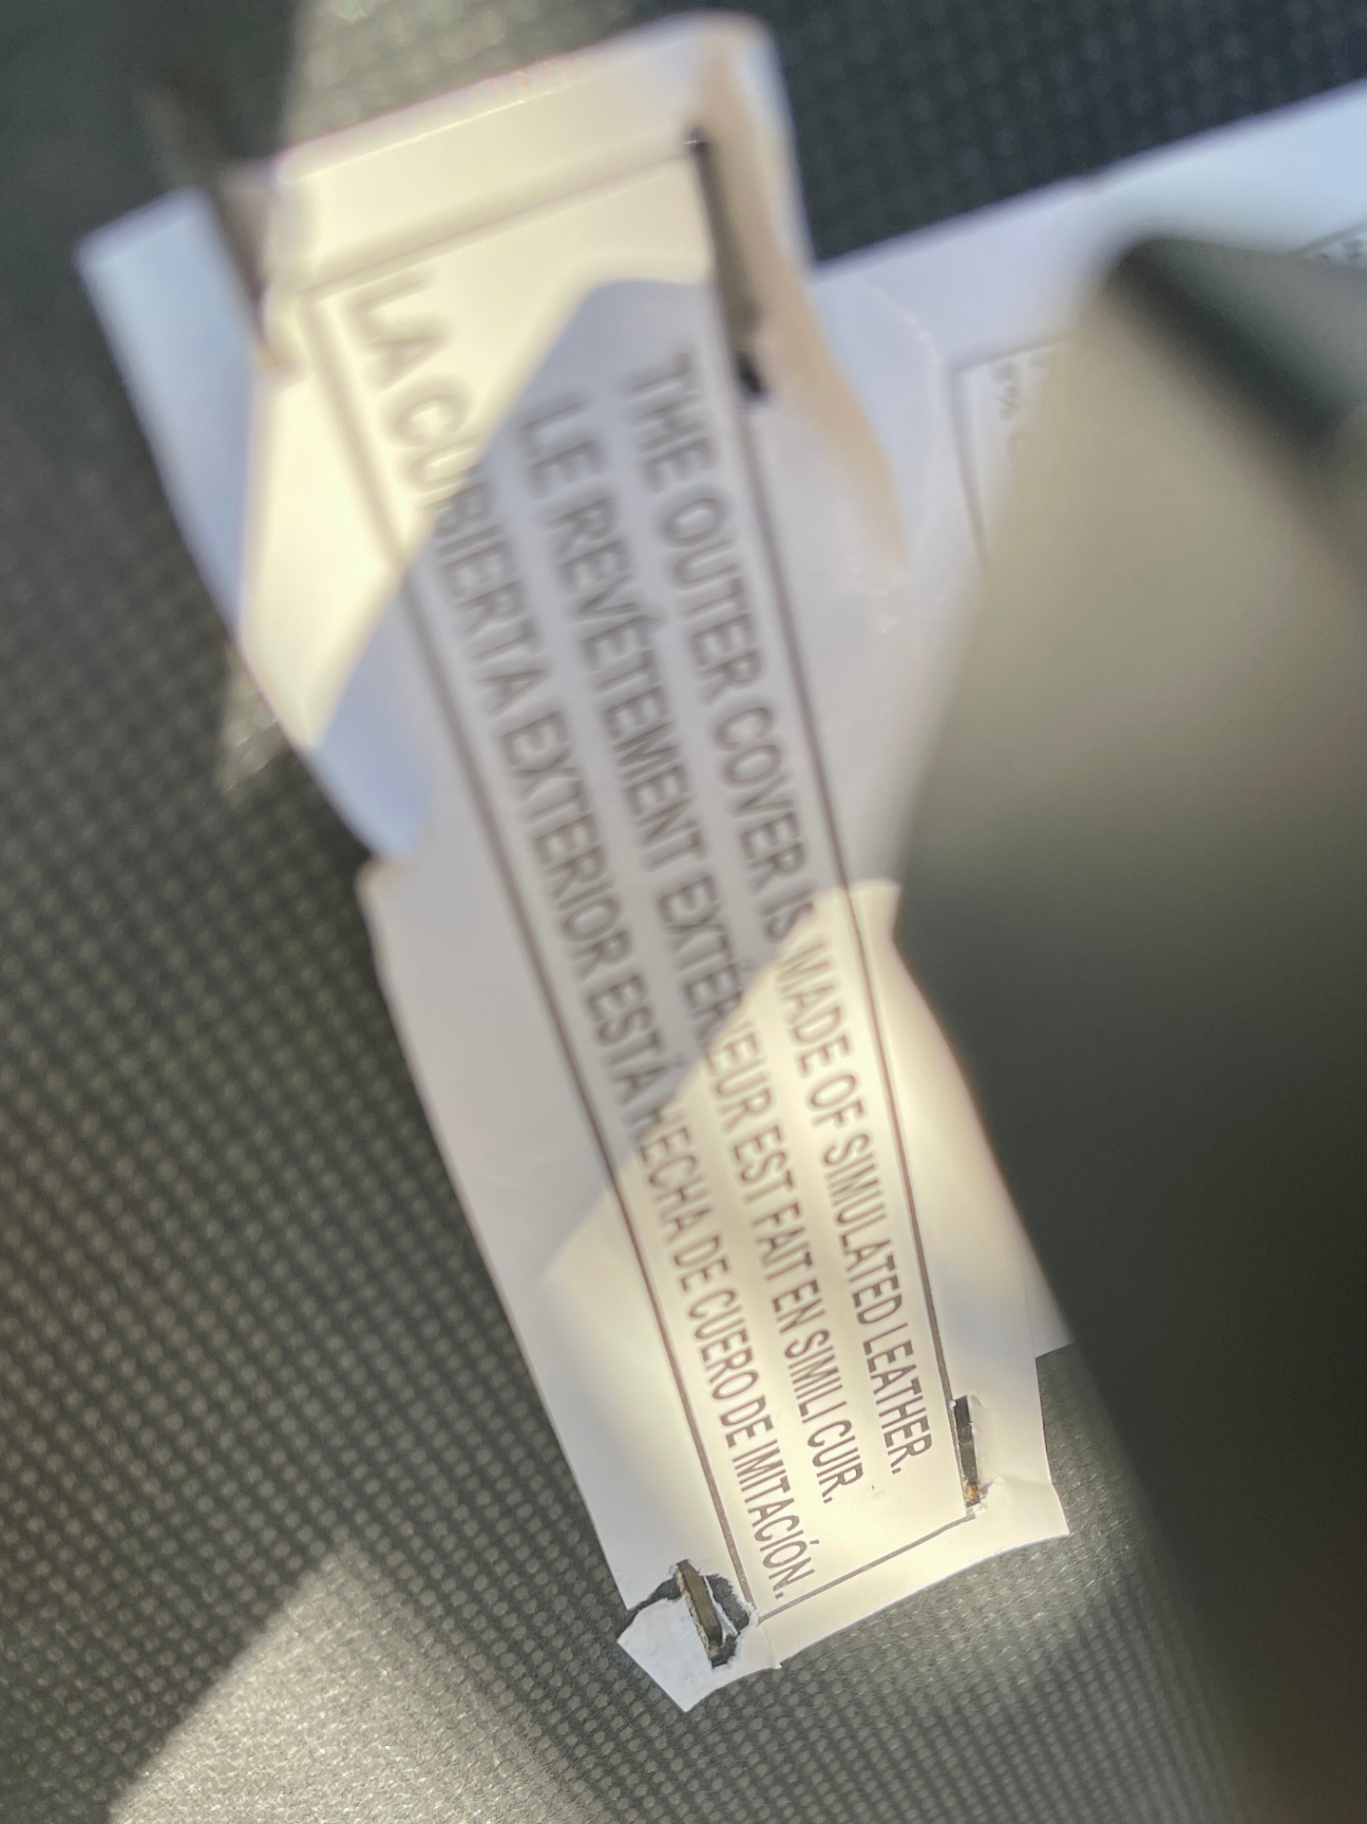 THE OUTER COVER IS MADE OF SIMULATED LEATHER.
LE REVÊTEMENT EXTÉRIEUR EST FAIT EN SIMILI CUIR.
LA CUBIERTA EXTERIOR ESTÁ HECHA DE CUERO DE IMITACIÓN.